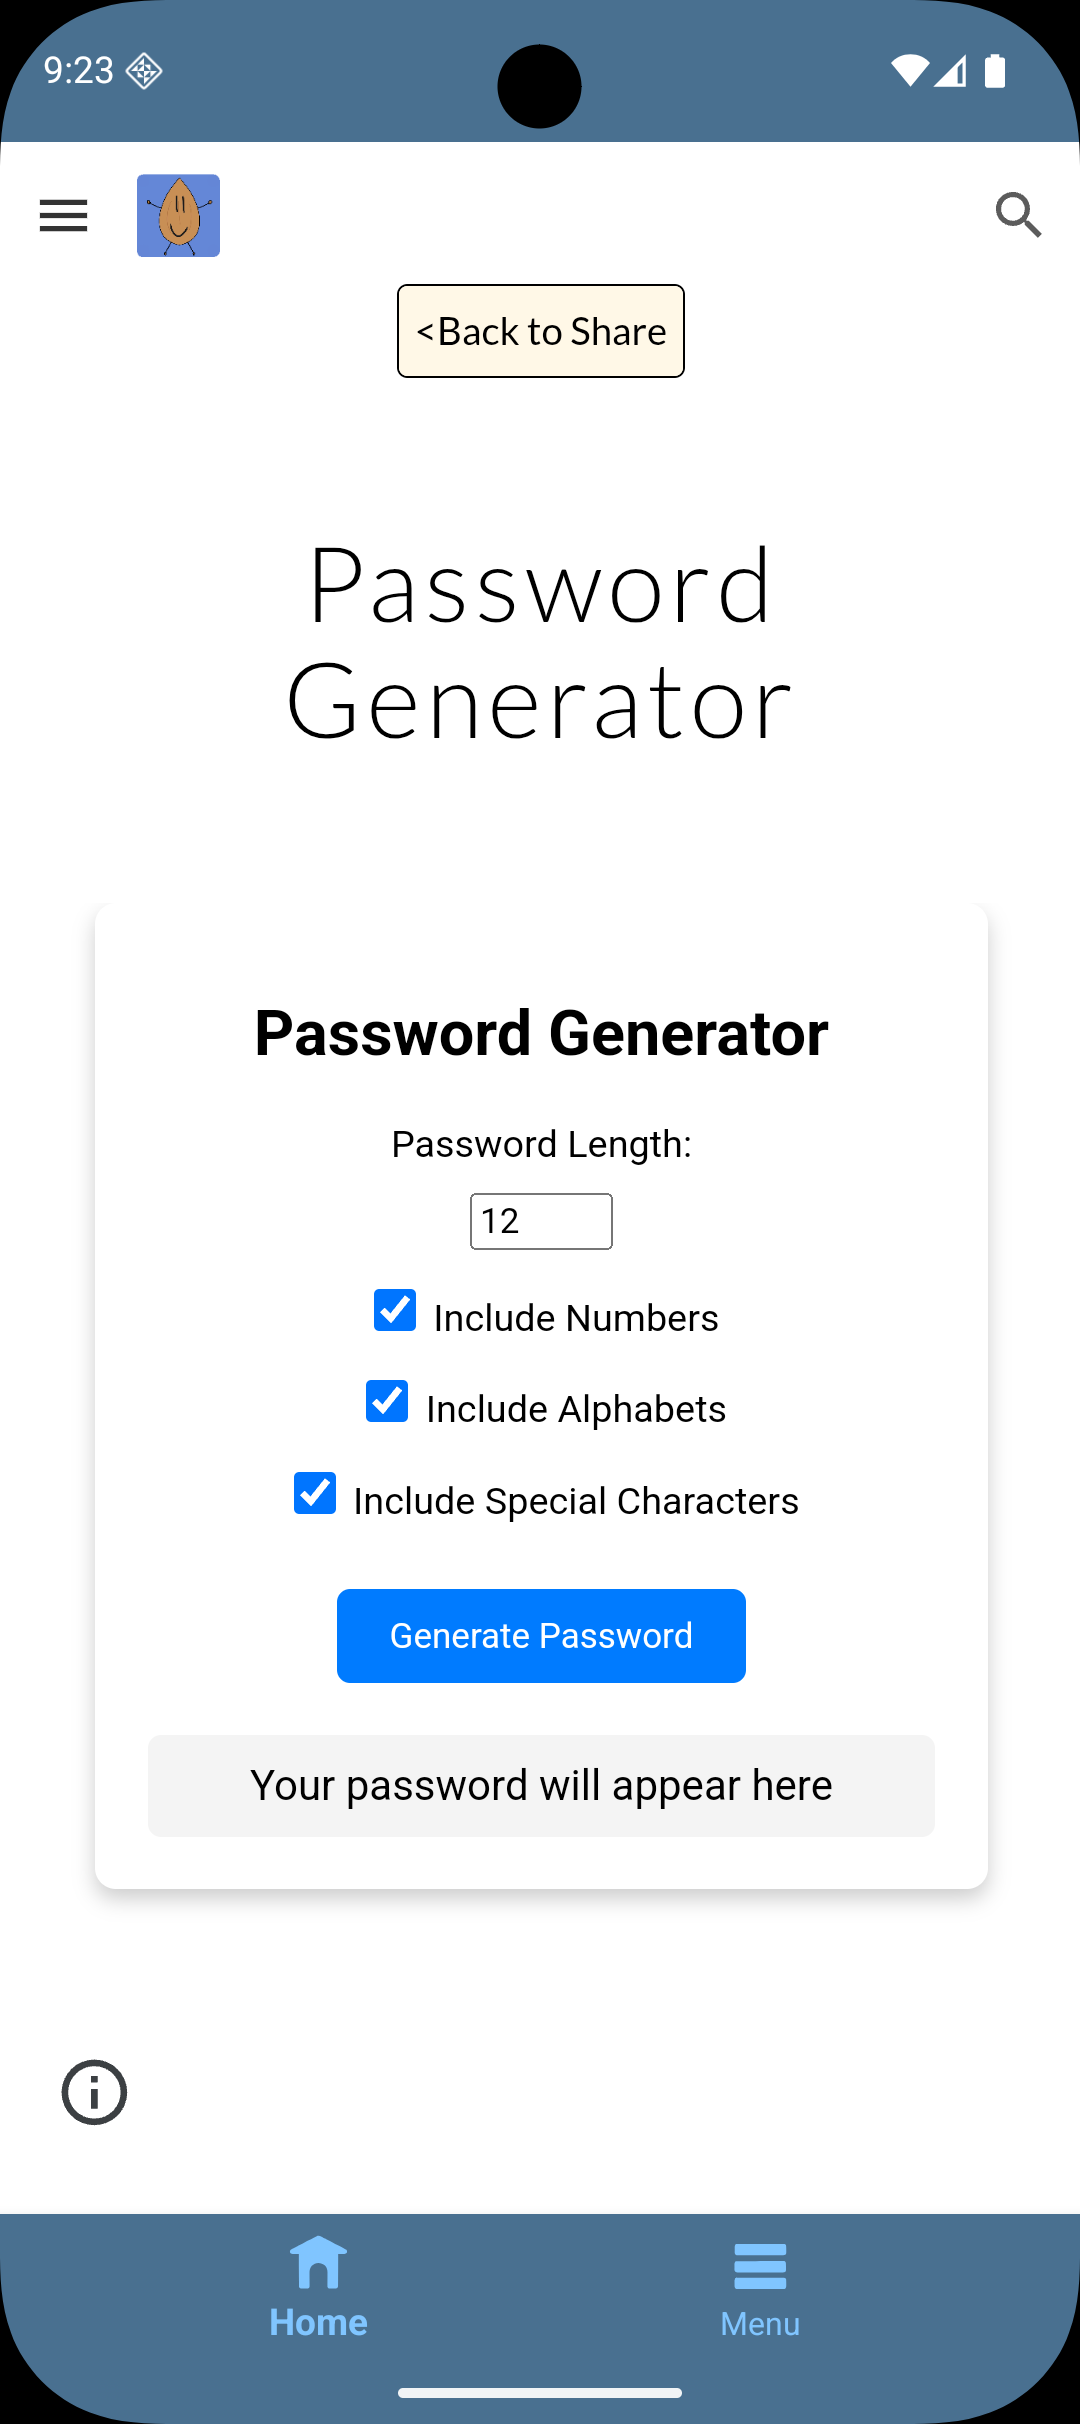 9:23
<Back to Share
Password
Generator
Password Generator
Password Length:
12
Include Numbers
Include Alphabets
Include Special Characters
Generate Password
Your password will appear here
Home
Menu